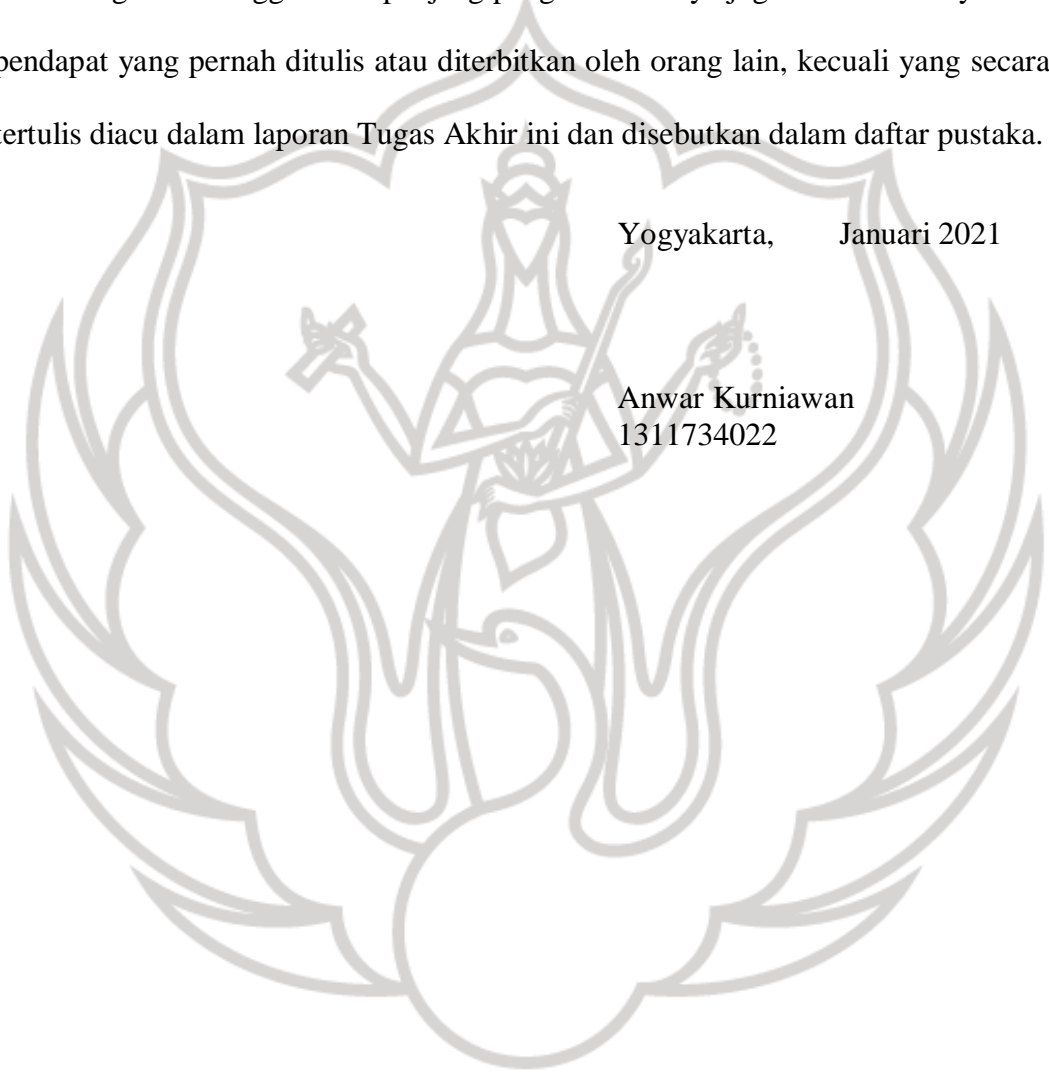 pendapat yang pernah ditulis atau diterbitkan oleh orang lain, kecuali yang secara
tertulis diacu dalam laporan Tugas Akhir ini dan disebutkan dalam daftar pustaka.
Yogyakarta, Januari 2021
Anwar Kurniawan
1311734022